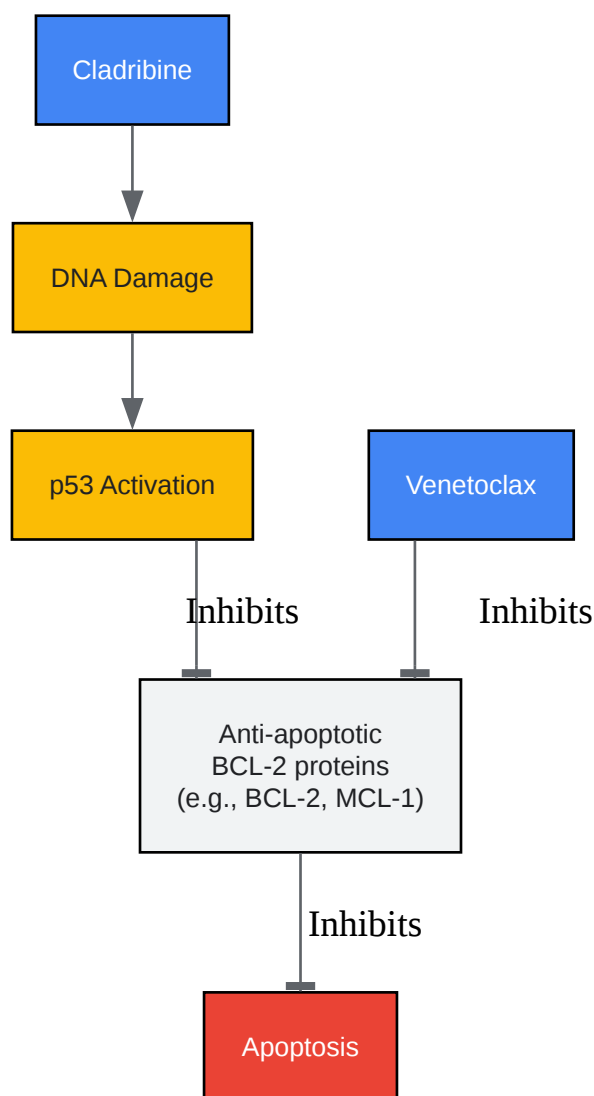 Cladribine
DNA Damage
p53 Activation
Venetoclax
Inhibits
Inhibits
Anti-apoptotic
BCL-2 proteins
(e.g., BCL-2, MCL-1)
Inhibits
Apoptosis